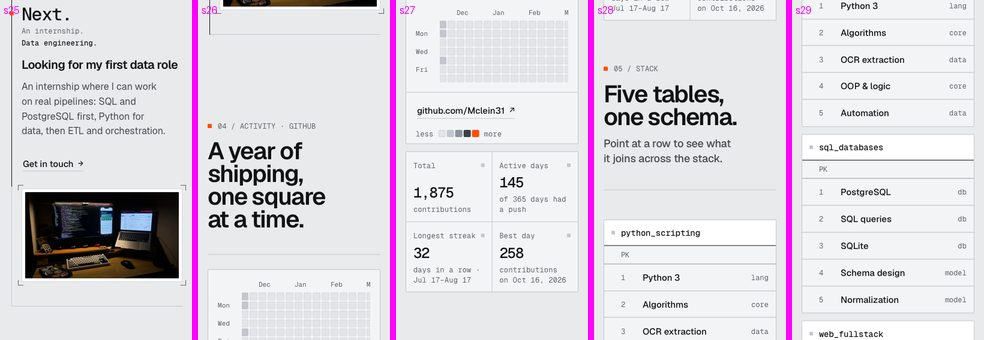 s25
Next.
An internship.
Data engineering.
Looking for my first data role
An internship where I can work
on real pipelines: SQL and
PostgreSQL first, Python for
data, then ETL and orchestration.
Get in touch →
s26
04 / ACTIVITY · GITHUB
A year of
shipping,
one square
at a time.
Dec Jan Feb M
Mon
Wed
s27
Dec Jan Feb M
Mon
Wed
Fri
github.com/Mclein31 ↗
less more
Total
1,875
contributions
Active days
145
of 365 days had
a push
Longest streak
32
days in a row ·
Jul 17–Aug 17
Best day
258
contributions
on Oct 16, 2026
s28
Jul 17–Aug 17
on Oct 16, 2026
05 / STACK
Five tables,
one schema.
Point at a row to see what
it joins across the stack.
python_scripting
PK
1 Python 3 lang
2 Algorithms core
3 OCR extraction data
s29
1 Python 3 lang
2 Algorithms core
3 OCR extraction data
4 OOP & logic core
5 Automation data
sql_databases
PK
1 PostgreSQL db
2 SQL queries db
3 SQLite db
4 Schema design model
5 Normalization model
web_fullstack